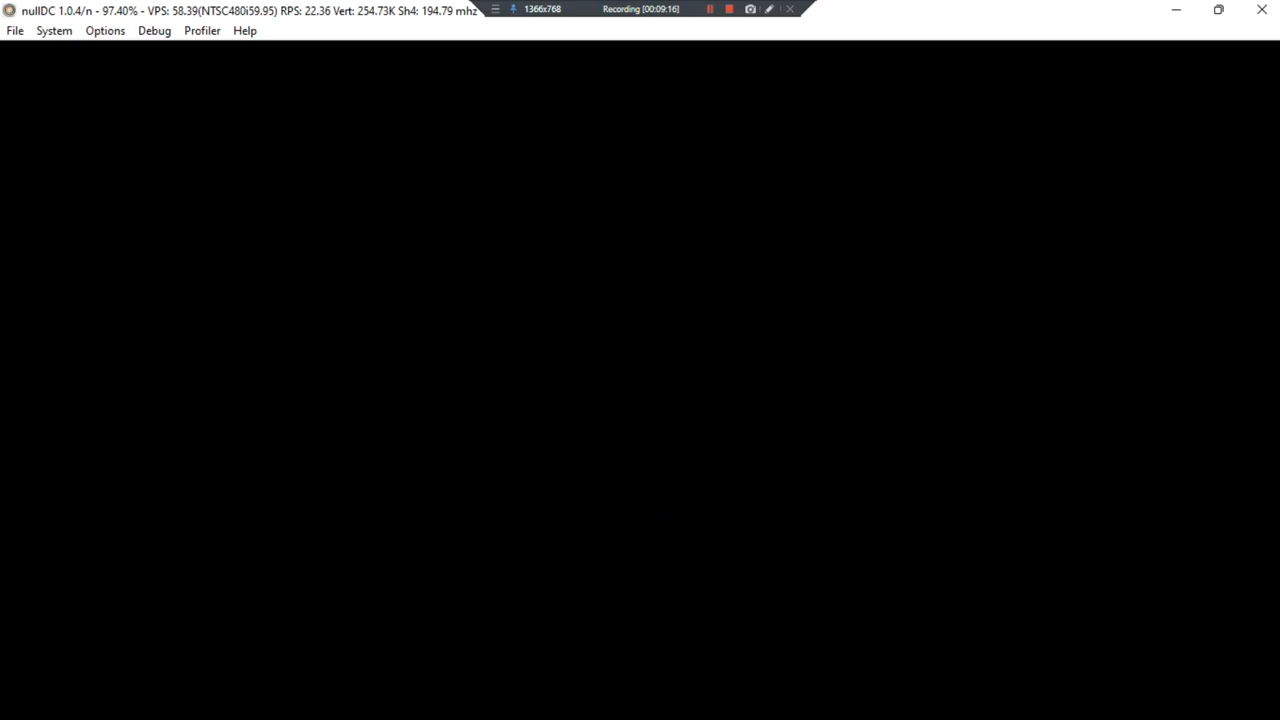 nullDC 1.0.4/n - 97.40% - VPS: 58.39(NTSC480i59.95) RPS: 22.36 Vert: 254.73K Sh4: 194.79 mhz
1366x768 Recording [00:09:16]
File System Options Debug Profiler Help